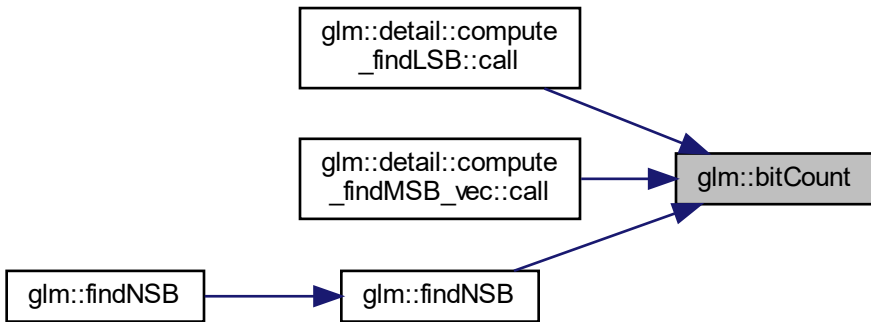 glm::detail::compute
_findLSB::call
glm::detail::compute
_findMSB_vec::call
glm::bitCount
glm::findNSB
glm::findNSB